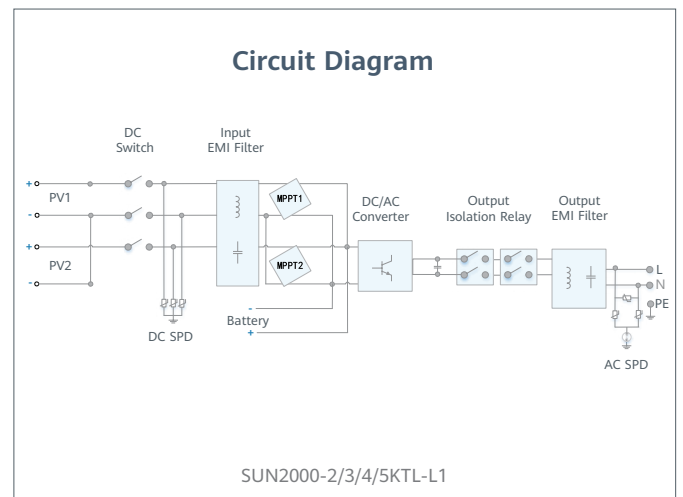 Circuit Diagram
DC
Switch
Input
EMI Filter
DC/AC
Converter
Output
Isolation Relay
Output
EMI Filter
+
PV1
-
+
PV2
-
MPPT1
MPPT2
DC SPD
-
Battery
+
L
N
PE
AC SPD
SUN2000-2/3/4/5KTL-L1